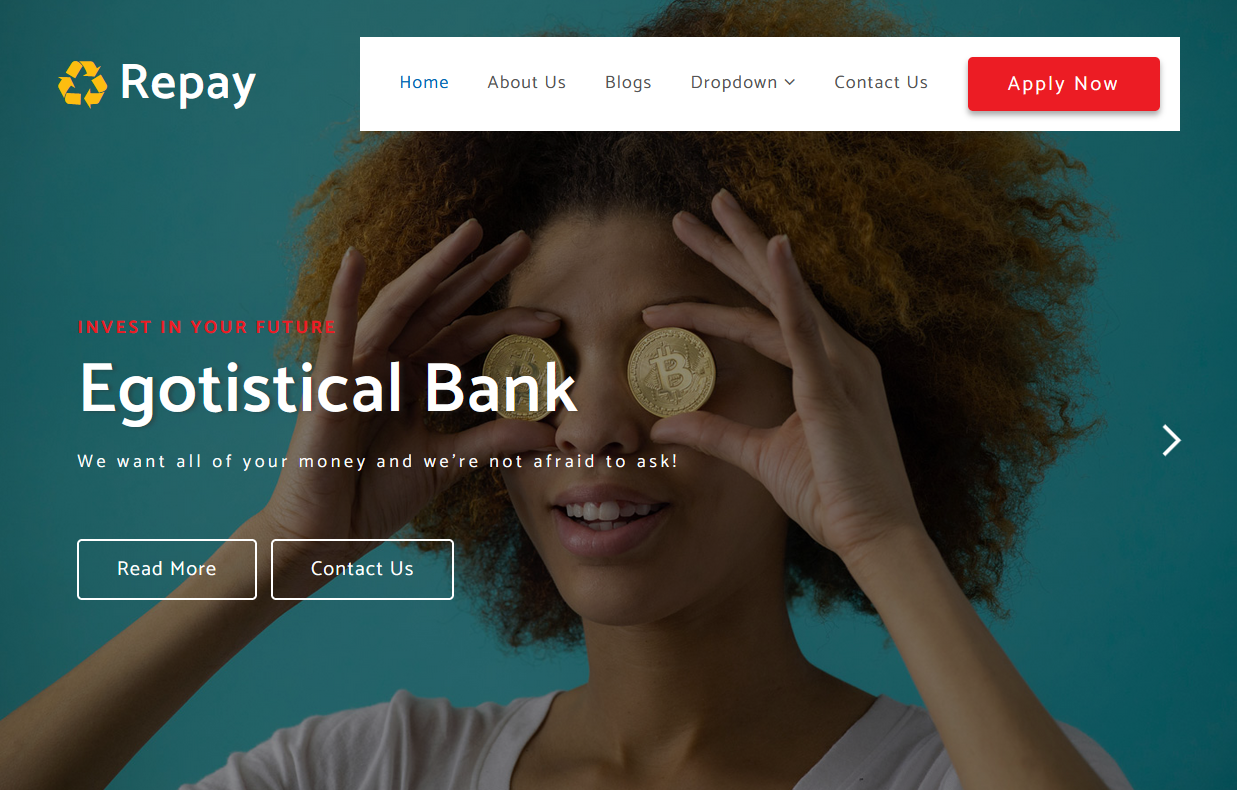 Repay
Home About Us Blogs Dropdown Contact Us Apply Now
INVEST IN YOUR FUTURE
Egotistical Bank
We want all of your money and we're not afraid to ask!
Read More Contact Us